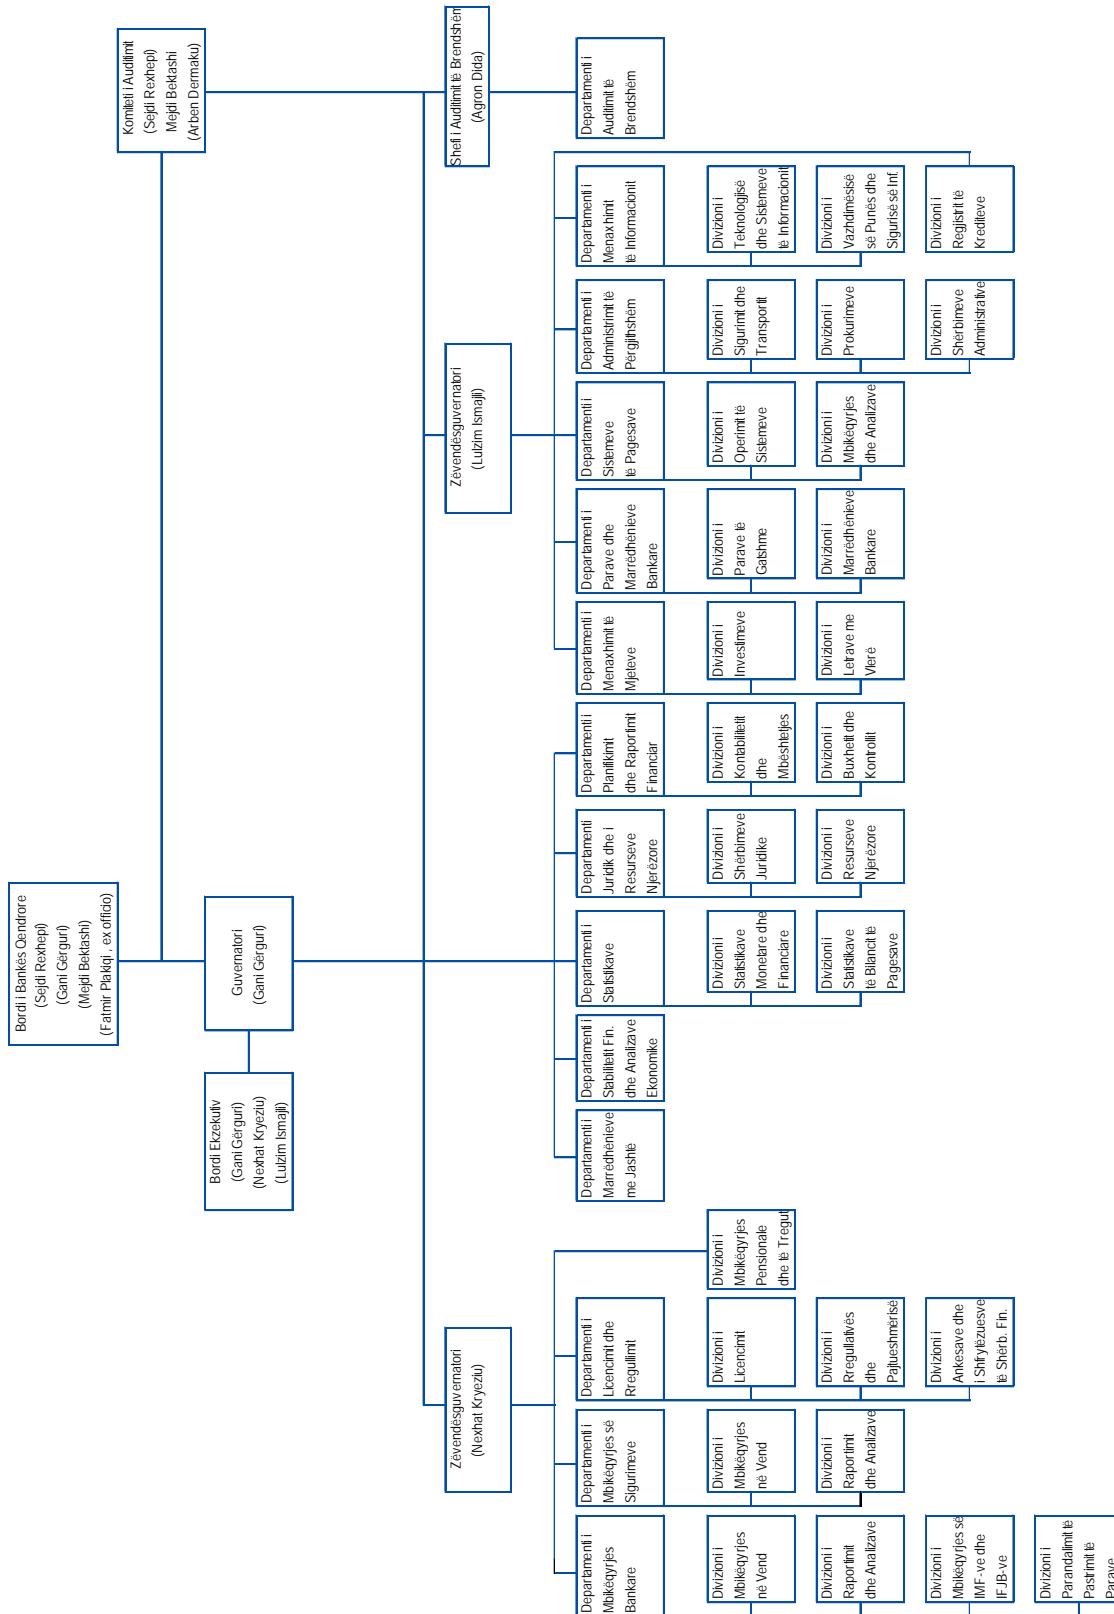 Bordi i Bankës Qendrore
(Sejdi Rexhepi)
(Gani Gërguri)
(Mejdi Bektashi)
(Fatmir Plakiqi , ex officio)
Komiteti i Auditimit
(Sejdi Rexhepi)
Mejdi Bektashi
(Arben Dermaku)
Guvernatori
(Gani Gërguri)
Bordi Ekzekutiv
(Gani Gërguri)
(Nexhat Kryeziu)
(Lulzim Ismajli)
Zëvendësguvernatori
(Nexhat Kryeziu)
Zëvendësguvernatori
(Lulzim Ismajli)
Shefi i Auditimit të Brendshëm
(Agron Dida)
Departamenti i
Mbikëqyrjes
Bankare
Departamenti i
Mbikëqyrjes së
Sigurimeve
Departamenti i
Licencimit dhe
Rregullimit
Departamenti i
Marrëdhënieve
me Jashtë
Departamenti i
Stabilitetit Fin.
dhe Analizave
Ekonomike
Departamenti i
Statistikave
Departamenti
Juridik dhe i
Resurseve
Njerëzore
Departamenti i
Planifikimit
dhe Raportimit
Financiar
Departamenti i
Menaxhimit të
Mjeteve
Departamenti i
Parave dhe
Marrëdhënieve
Bankare
Departamenti i
Sistemeve
të Pagesave
Departamenti i
Administrimit të
Përgjithshëm
Departamenti i
Menaxhimit
të Informacionit
Departamenti i
Auditimit të
Brendshëm
Divizioni i
Mbikëqyrjes
në Vend
Divizioni i
Mbikëqyrjes
në Vend
Divizioni i
Licencimit
Divizioni i
Mbikëqyrjes
Pensionale
dhe të Tregut
Divizioni i
Statistikave
Monetare dhe
Financiare
Divizioni i
Shërbimeve
Juridike
Divizioni i
Kontabilitetit
dhe
Mbështetjes
Divizioni i
Investimeve
Divizioni i
Parave të
Gatshme
Divizioni i
Operimit të
Sistemeve
Divizioni i
Sigurimit dhe
Transportit
Divizioni i
Teknologjisë
dhe Sistemeve
të Informacionit
Divizioni i
Raportimit
dhe Analizave
Divizioni i
Raportimit
dhe Analizave
Divizioni i
Rregullativës
dhe
Pajtueshmërisë
Divizioni i
Statistikave
të Bilancit të
Pagesave
Divizioni i
Resurseve
Njerëzore
Divizioni i
Buxhetit dhe
Kontrollit
Divizioni i
Letrave me
Vlerë
Divizioni i
Marrëdhënieve
Bankare
Divizioni i
Mbikëqyrjes
dhe Analizave
Divizioni i
Prokurimeve
Divizioni i
Vazhdimësisë
së Punës dhe
Sigurisë së Inf.
Divizioni i
Mbikëqyrjes së
IMF-ve dhe
IFJB-ve
Divizioni i
Ankesave dhe
i Shfrytëzuesve
të Shërb. Fin.
Divizioni i
Shërbimeve
Administrative
Divizioni i
Regjistrit të
Krediteve
Divizioni i
Parandalimit të
Pastrimit të
Parave